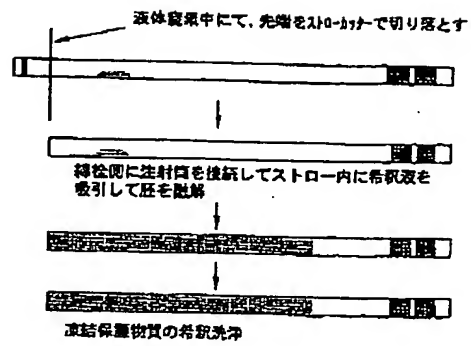 液体窒素中にて、先端をストローカッターで切り落とす
綿栓側に注射筒を接続してストロー内に希釈液を
吸引して胚を融解
凍結保護物質の希釈洗浄